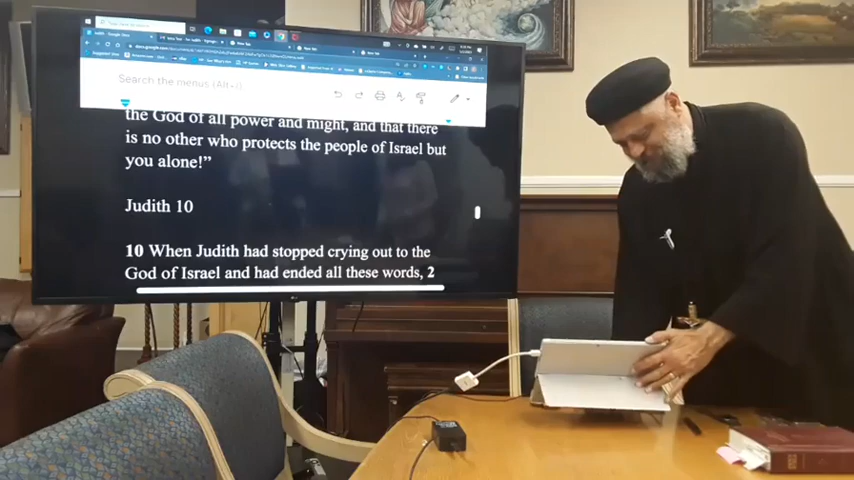 Search the menus (Alt+/)
the God of all power and might, and that there
is no other who protects the people of Israel but
you alone!”
Judith 10
10 When Judith had stopped crying out to the
God of Israel and had ended all these words, 2